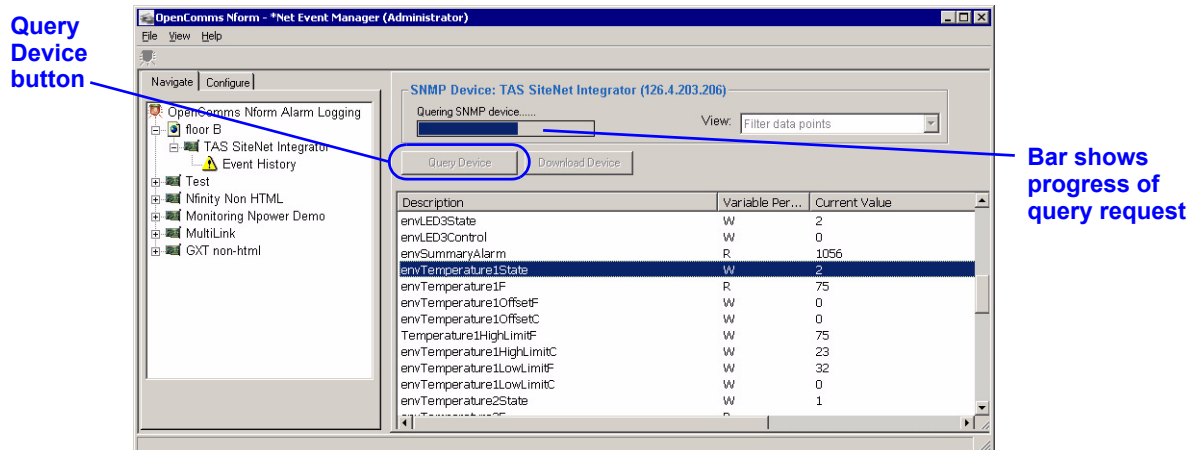 Query
Device
button
OpenComms Nform - *Net Event Manager (Administrator)
File View Help
Navigate Configure
OpenComms Nform Alarm Logging
floor B
TAS SiteNet Integrator
Event History
Test
Nfinity Non HTML
Monitoring Npower Demo
MultiLink
GXT non-html
SNMP Device: TAS SiteNet Integrator (126.4.203.206)
Quering SNMP device......
View: Filter data points
Query Device Download Device
Description Variable Per... Current Value
envLED3State W 2
envLED3Control W 0
envSummaryAlarm R 1056
envTemperature1State W 2
envTemperature1F R 75
envTemperature1OffsetF W 0
envTemperature1OffsetC W 0
Temperature1HighLimitF W 75
envTemperature1HighLimitC W 23
envTemperature1LowLimitF W 32
envTemperature1LowLimitC W 0
envTemperature2State W 1
Bar shows
progress of
query request